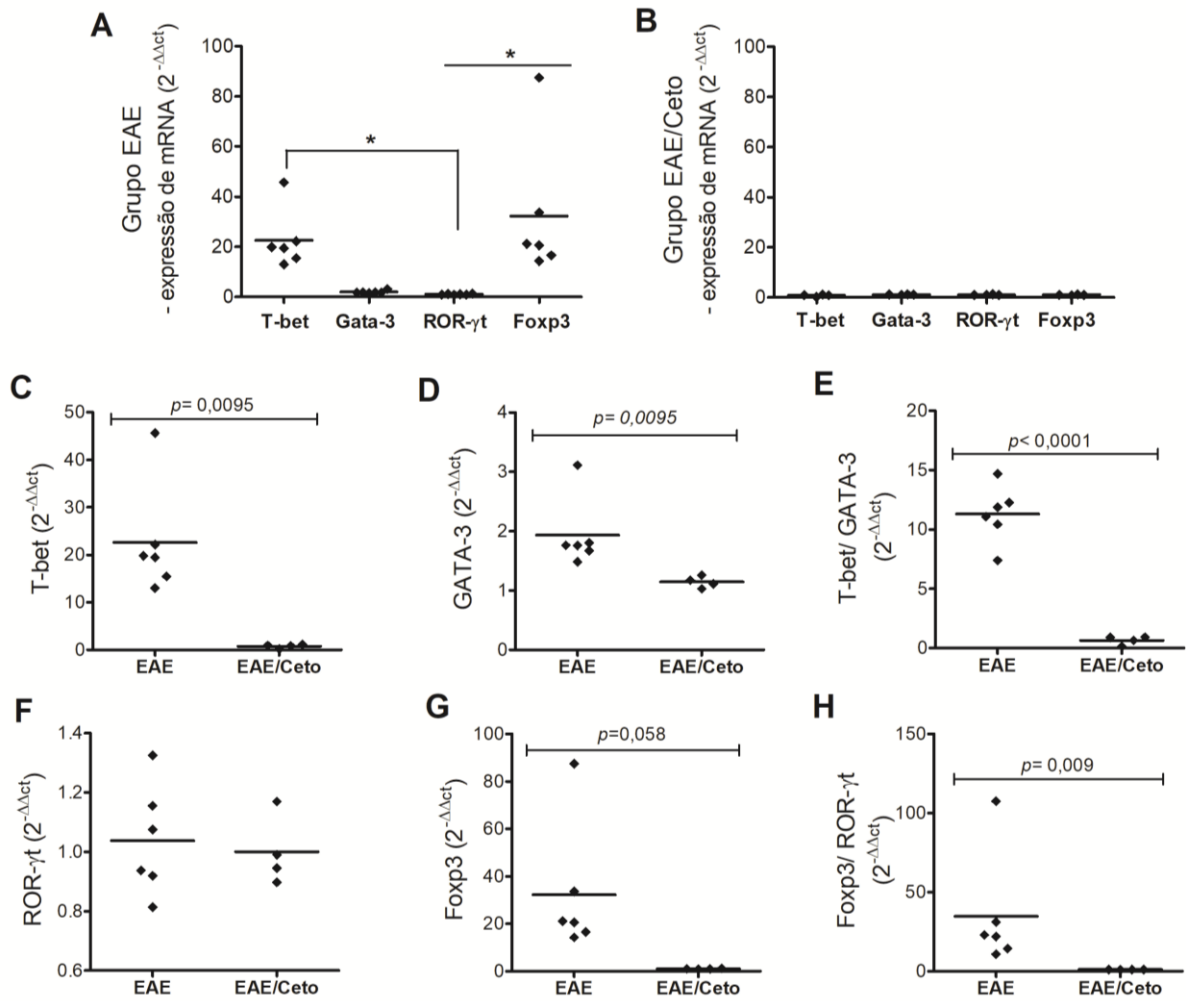 A
Grupo EAE
- expressão de mRNA (2-ΔΔct)
100
80
60
40
20
0
*
*
T-bet Gata-3 ROR-γt Foxp3
B
Grupo EAE/Ceto
- expressão de mRNA (2-ΔΔct)
100
80
60
40
20
0
T-bet Gata-3 ROR-γt Foxp3
C
T-bet (2-ΔΔct)
50
40
30
20
10
0
p= 0,0095
EAE EAE/Ceto
D
GATA-3 (2-ΔΔct)
4
3
2
1
0
p= 0,0095
EAE EAE/Ceto
E
T-bet/ GATA-3
(2-ΔΔct)
20
15
10
5
0
p< 0,0001
EAE EAE/Ceto
F
ROR-γt (2-ΔΔct)
1.4
1.2
1.0
0.8
0.6
EAE EAE/Ceto
G
Foxp3 (2-ΔΔct)
100
80
60
40
20
0
p=0,058
EAE EAE/Ceto
H
Foxp3/ ROR-γt
(2-ΔΔct)
150
100
50
0
p= 0,009
EAE EAE/Ceto